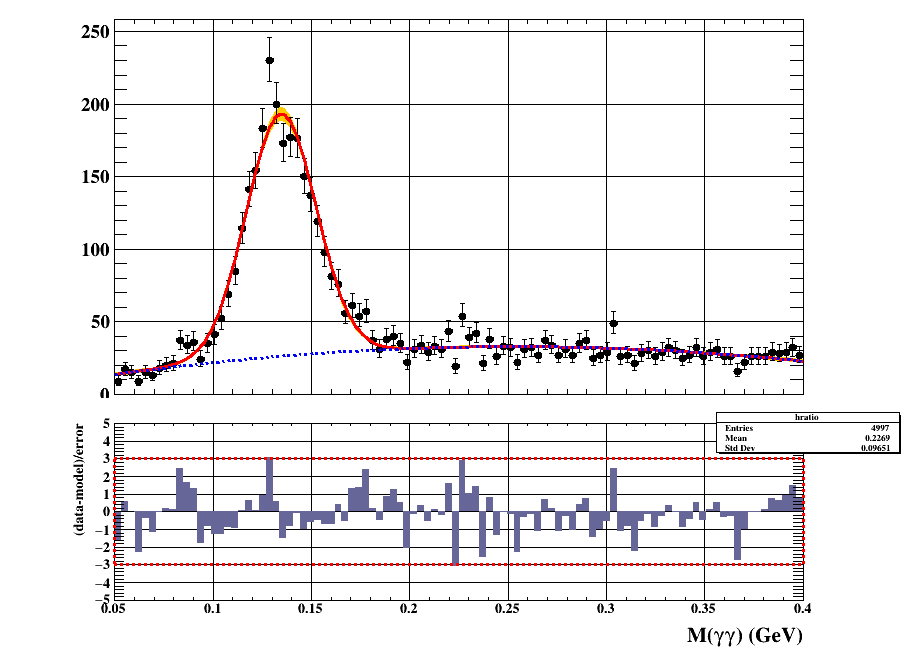 250
200
150
100
50
0
hratio
Entries 4997
Mean 0.2269
Std Dev 0.09651
(data-model)/error
5
4
3
2
1
0
−1
−2
−3
−4
−5
0.05 0.1 0.15 0.2 0.25 0.3 0.35 0.4
M(γγ) (GeV)